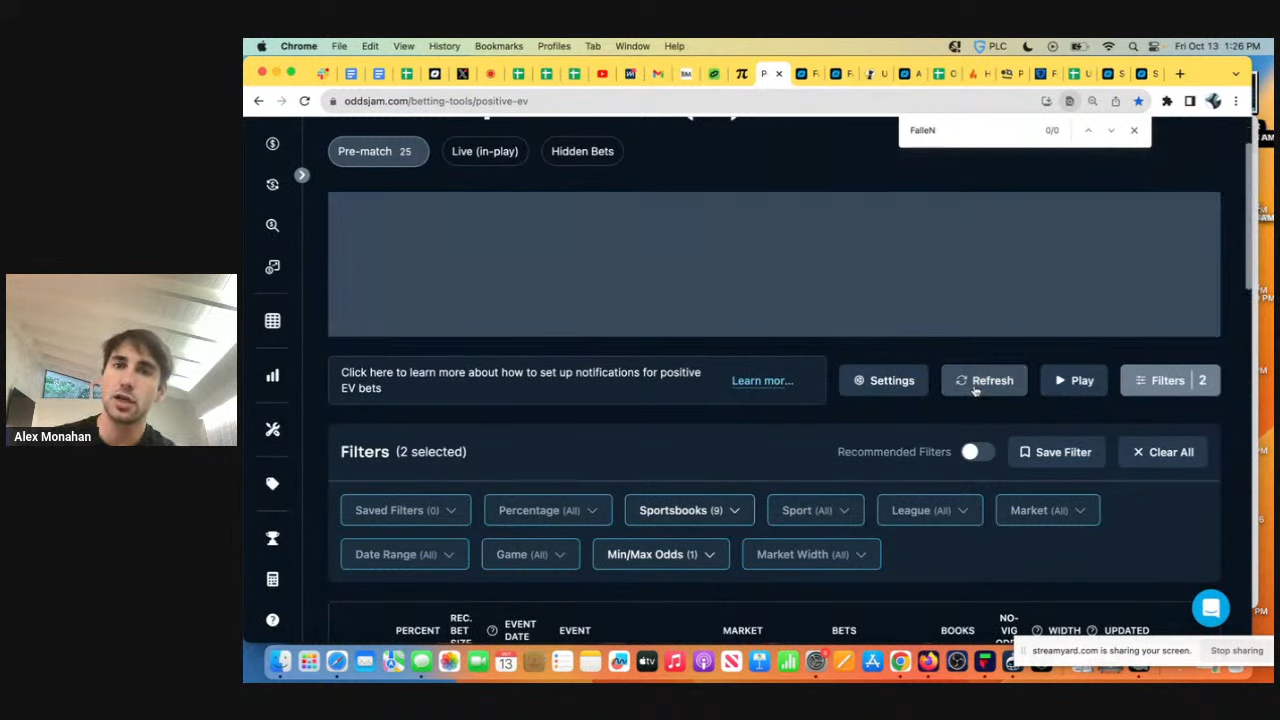 Chrome File Edit View History Bookmarks Profiles Tab Window Help
PLC
Fri Oct 13 1:26 PM
oddsjam.com/betting-tools/positive-ev
FalleN 0/0
Pre-match 25
Live (in-play)
Hidden Bets
Click here to learn more about how to set up notifications for positive
EV bets
Learn mor...
Settings
Refresh
Play
Filters 2
Filters (2 selected)
Recommended Filters
Save Filter
Clear All
Saved Filters (0)
Percentage (All)
Sportsbooks (9)
Sport (All)
League (All)
Market (All)
Date Range (All)
Game (All)
Min/Max Odds (1)
Market Width (All)
PERCENT
REC.
BET
EVENT
DATE
EVENT
MARKET
BETS
BOOKS
NO-
VIG
WIDTH
UPDATED
streamyard.com is sharing your screen.
Stop sharing
Alex Monahan